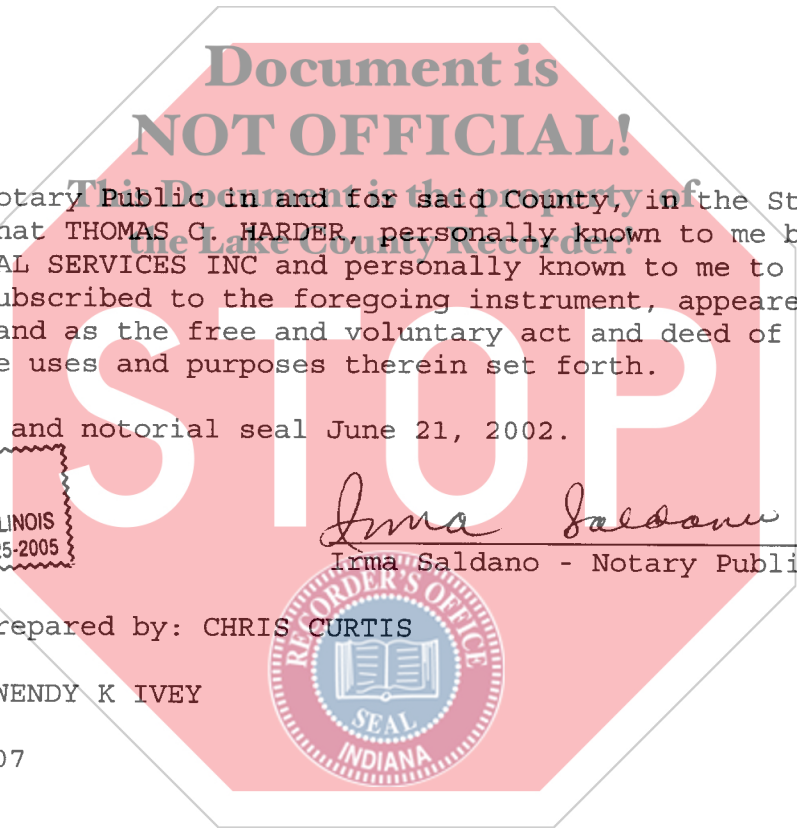 Document is
NOT OFFICIAL!
This Document is the property of
the Lake County Recorder!
otary Public in and for said County, in the St
hat THOMAS G. HARDER, personally known to me b
AL SERVICES INC and personally known to me to
ubscribed to the foregoing instrument, appeare
and as the free and voluntary act and deed of
e uses and purposes therein set forth.
and notorial seal June 21, 2002.
STOP
LINOIS
25-2005
Irma Saldano
Irma Saldano - Notary Publi
repared by: CHRIS CURTIS
WENDY K IVEY
07
RECORDER'S OFFICE
SEAL
INDIANA